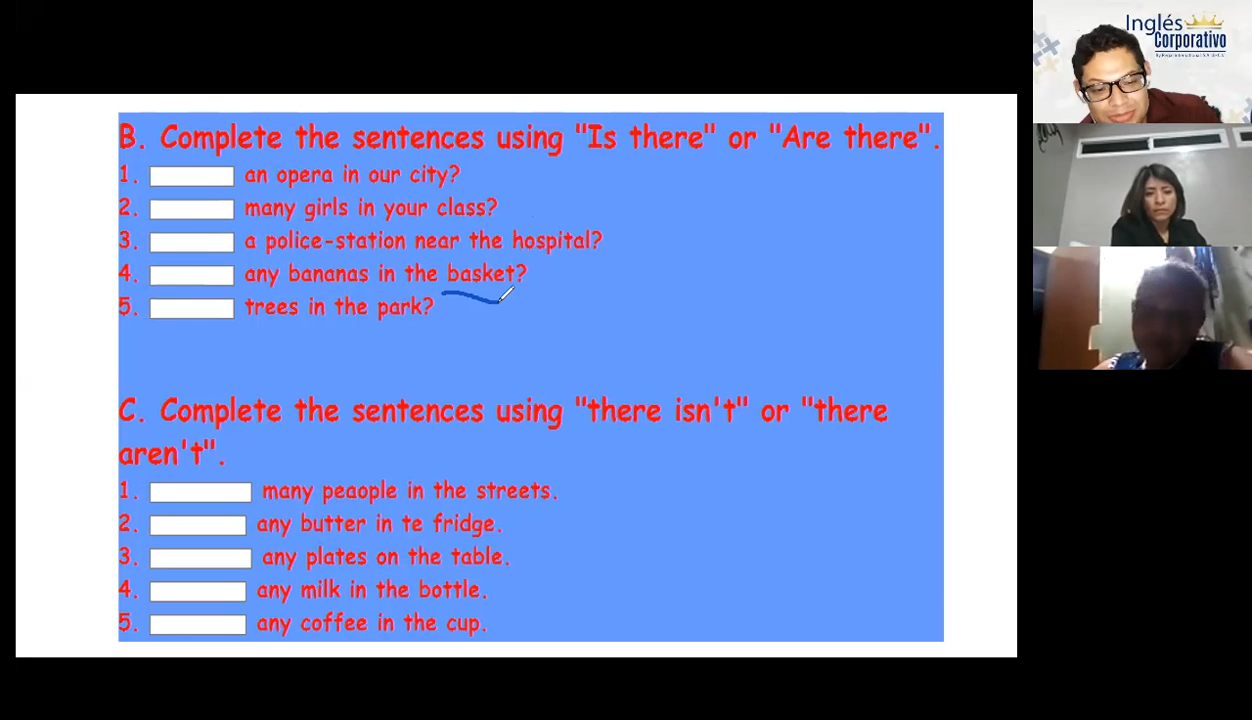 B. Complete the sentences using "Is there" or "Are there".
1. an opera in our city?
2. many girls in your class?
3. a police-station near the hospital?
4. any bananas in the basket?
5. trees in the park?
C. Complete the sentences using "there isn't" or "there
aren't".
1. many peaople in the streets.
2. any butter in te fridge.
3. any plates on the table.
4. any milk in the bottle.
5. any coffee in the cup.
Inglés
Corporativo